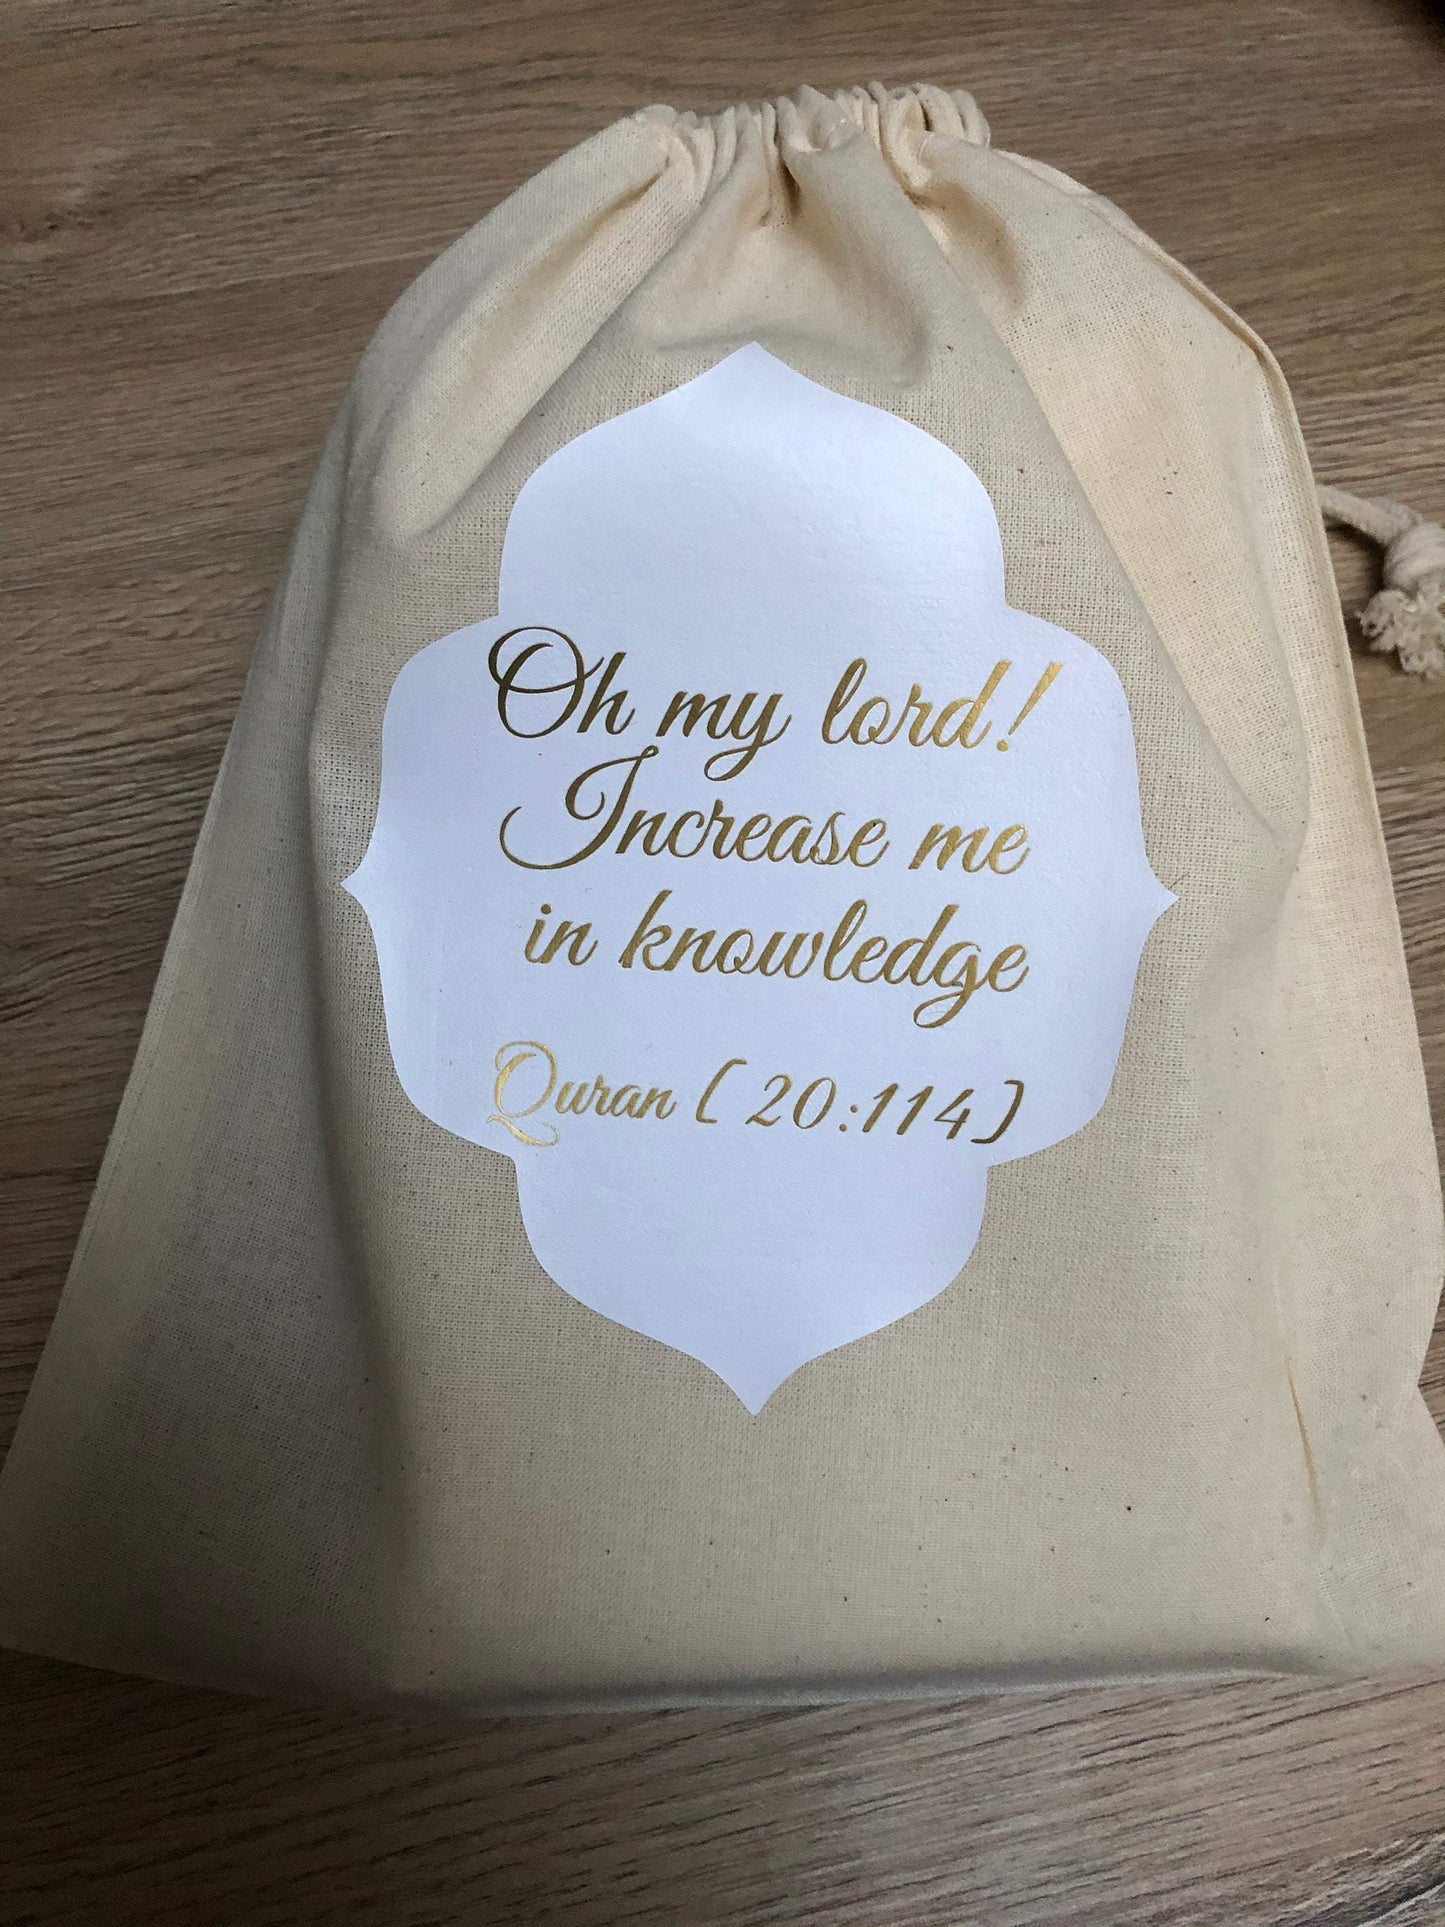 Oh my lord!
Increase me
in knowledge
Quran [ 20:114]